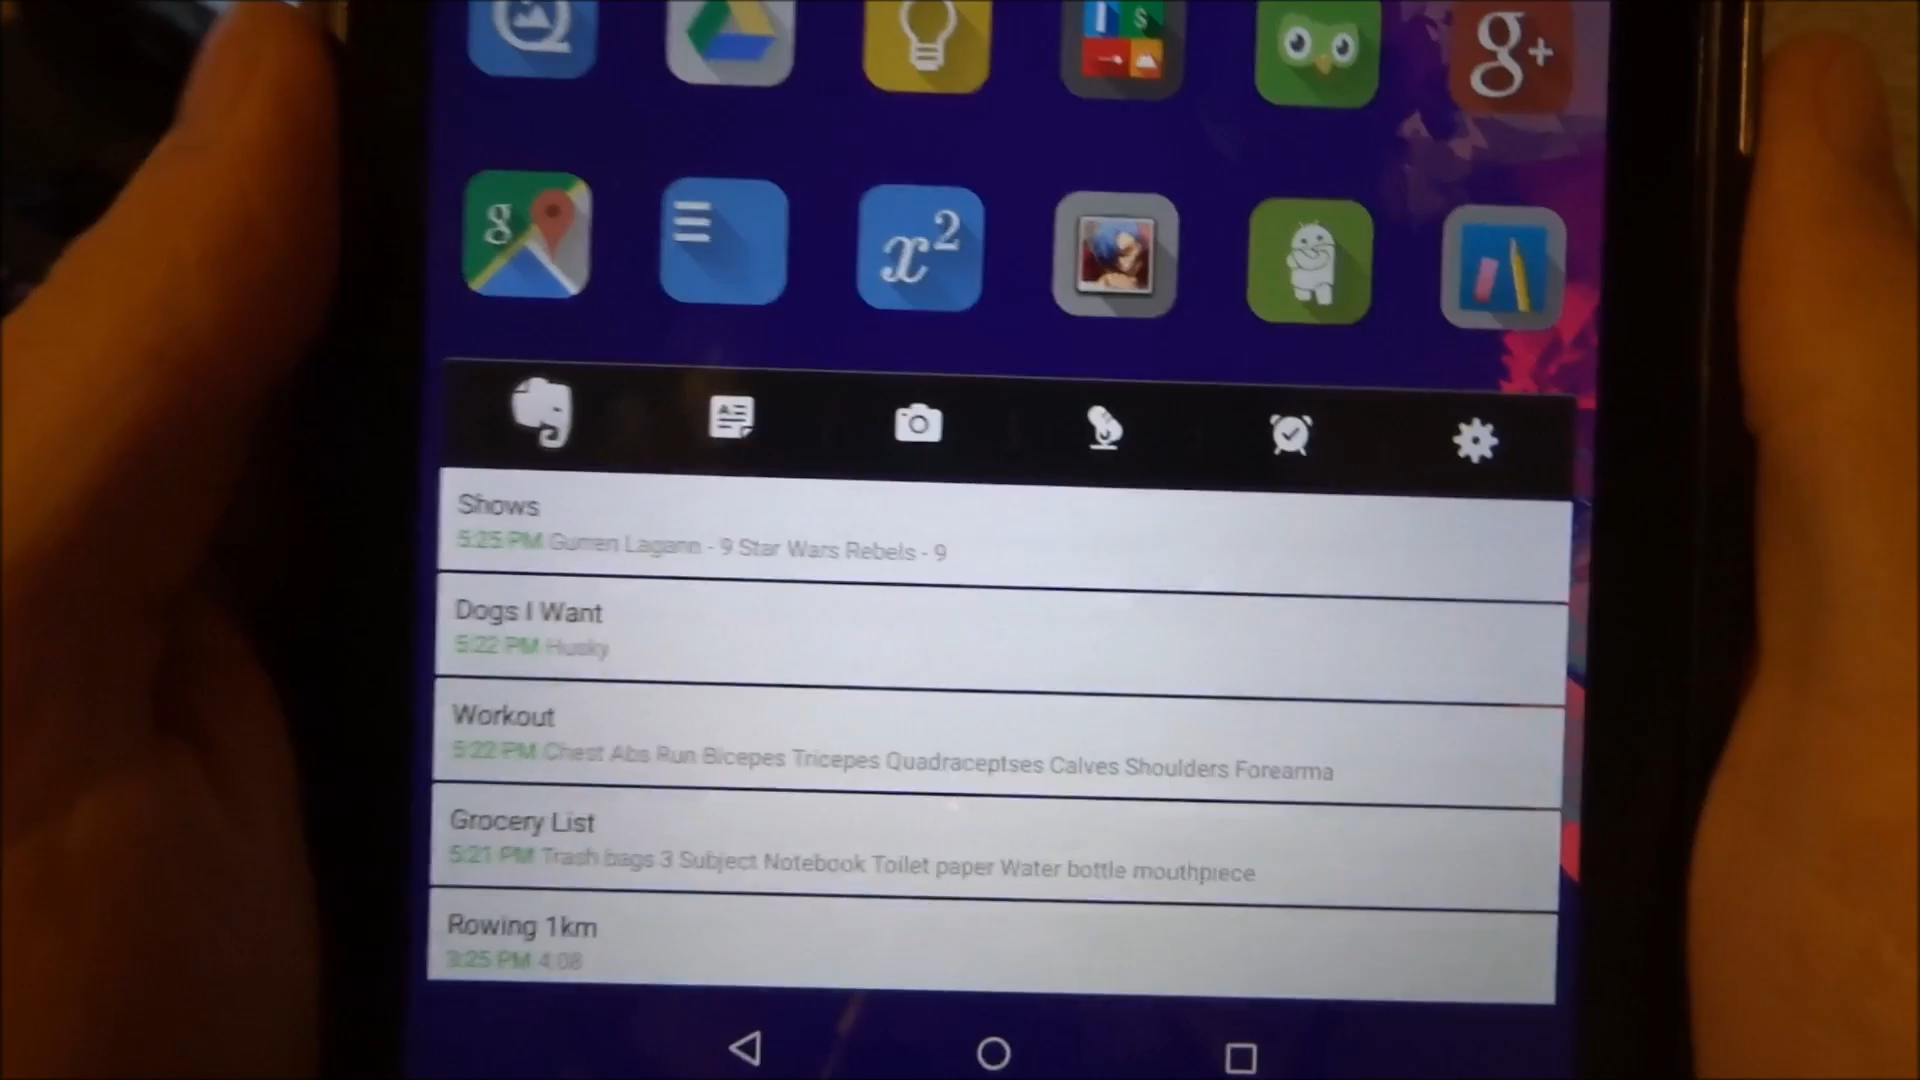 S
g+
g
x²
Shows
5:25 PM Gurren Lagann - 9 Star Wars Rebels - 9
Dogs I Want
5:22 PM Husky
Workout
5:22 PM Chest Abs Run Bicepes Tricepes Quadraceptses Calves Shoulders Forearma
Grocery List
5:21 PM Trash bags 3 Subject Notebook Toilet paper Water bottle mouthpiece
Rowing 1km
3:25 PM 4:08